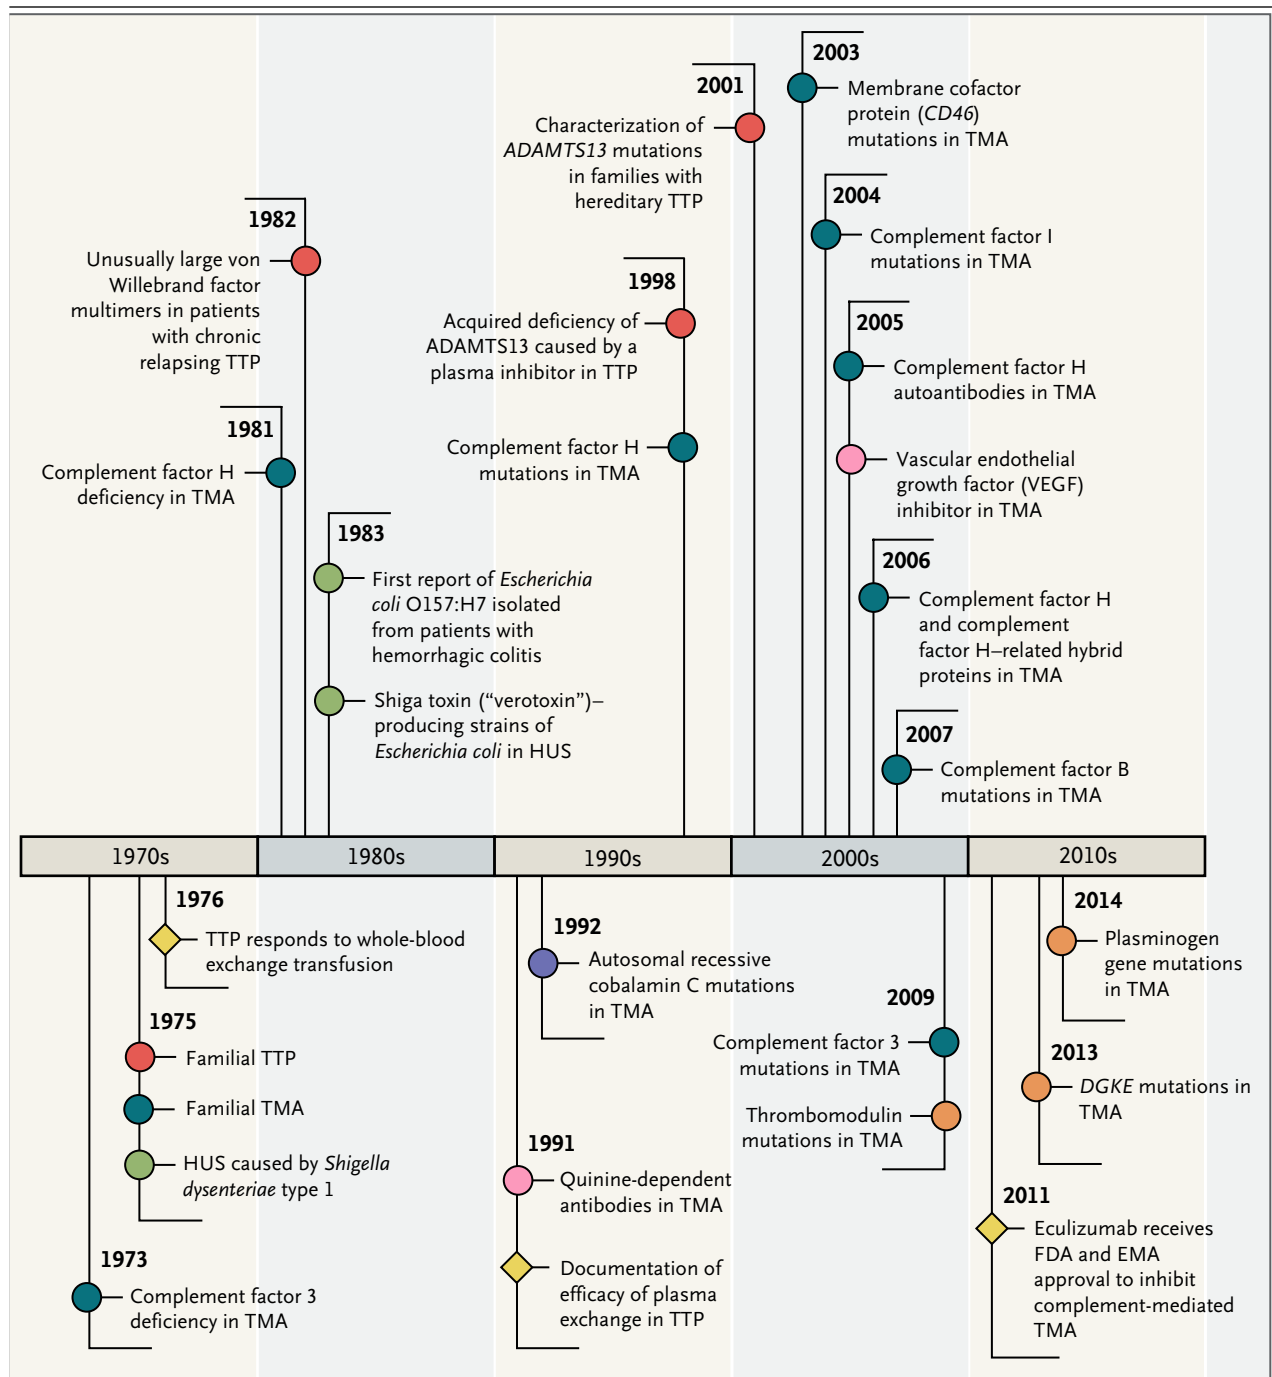 2003
Membrane cofactor
protein (CD46)
mutations in TMA
2001
Characterization of
ADAMTS13 mutations
in families with
hereditary TTP
2004
Complement factor I
mutations in TMA
1982
Unusually large von
Willebrand factor
multimers in patients
with chronic
relapsing TTP
1998
Acquired deficiency of
ADAMTS13 caused by a
plasma inhibitor in TTP
Complement factor H
mutations in TMA
2005
Complement factor H
autoantibodies in TMA
Vascular endothelial
growth factor (VEGF)
inhibitor in TMA
1981
Complement factor H
deficiency in TMA
1983
First report of Escherichia
coli O157:H7 isolated
from patients with
hemorrhagic colitis
Shiga toxin (“verotoxin”)–
producing strains of
Escherichia coli in HUS
2006
Complement factor H
and complement
factor H–related hybrid
proteins in TMA
2007
Complement factor B
mutations in TMA
1970s
1980s
1990s
2000s
2010s
1976
TTP responds to whole-blood
exchange transfusion
1975
Familial TTP
Familial TMA
HUS caused by Shigella
dysenteriae type 1
1973
Complement factor 3
deficiency in TMA
1992
Autosomal recessive
cobalamin C mutations
in TMA
1991
Quinine-dependent
antibodies in TMA
Documentation of
efficacy of plasma
exchange in TTP
2009
Complement factor 3
mutations in TMA
Thrombomodulin
mutations in TMA
2014
Plasminogen
gene mutations
in TMA
2013
DGKE mutations in
TMA
2011
Eculizumab receives
FDA and EMA
approval to inhibit
complement-mediated
TMA